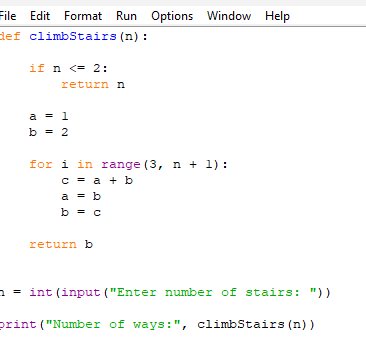 File Edit Format Run Options Window Help
def climbStairs(n):
    if n <= 2:
        return n
    a = 1
    b = 2
    for i in range(3, n + 1):
        c = a + b
        a = b
        b = c
    return b
n = int(input("Enter number of stairs: "))
print("Number of ways:", climbStairs(n))